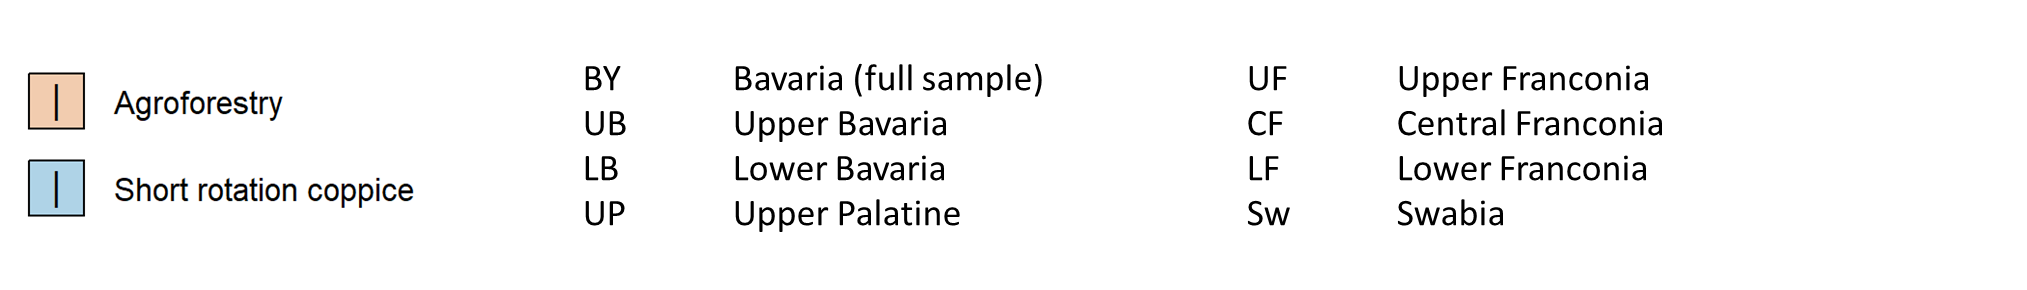 Agroforestry
Short rotation coppice
BY Bavaria (full sample)
UB Upper Bavaria
LB Lower Bavaria
UP Upper Palatine
UF Upper Franconia
CF Central Franconia
LF Lower Franconia
Sw Swabia